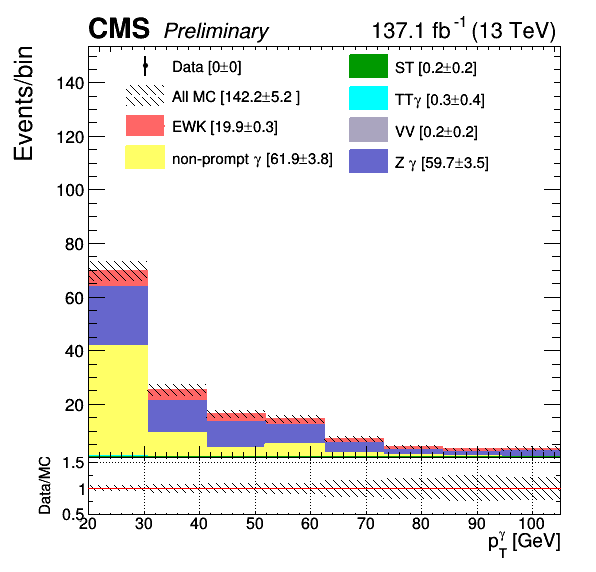 CMS Preliminary 137.1 fb⁻¹ (13 TeV)
Events/bin
Data [0±0]
All MC [142.2±5.2 ]
EWK [19.9±0.3]
non-prompt γ [61.9±3.8]
ST [0.2±0.2]
TTγ [0.3±0.4]
VV [0.2±0.2]
Z γ [59.7±3.5]
140
120
100
80
60
40
20
Data/MC
1.5
1
0.5
20 30 40 50 60 70 80 90 100
p_T^γ [GeV]